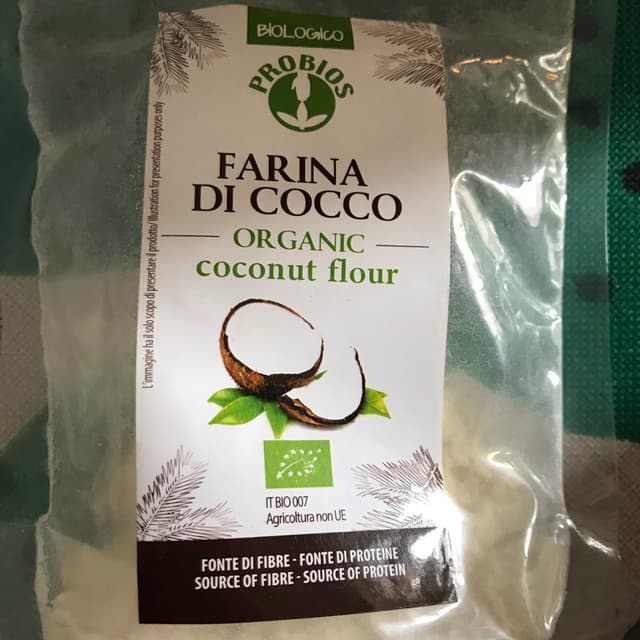 BIOLOGICO
PROBIOS
FARINA
DI COCCO
ORGANIC
coconut flour
L'immagine ha il solo scopo di presentare il prodotto/ Illustration for presentation purposes only
IT BIO 007
Agricoltura non UE
FONTE DI FIBRE - FONTE DI PROTEINE
SOURCE OF FIBRE - SOURCE OF PROTEIN